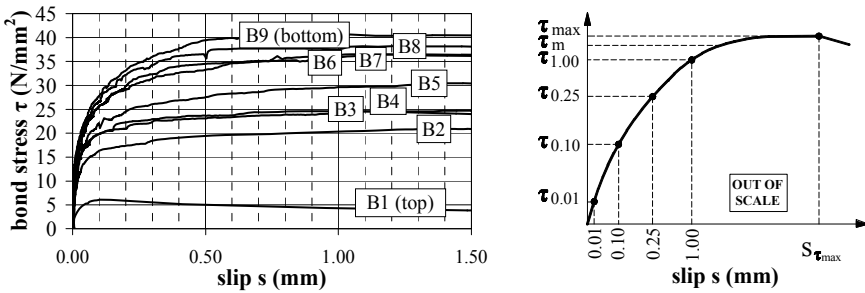 bond stress τ (N/mm²)
45
40
35
30
25
20
15
10
5
0
B9 (bottom)
B8
B7
B6
B5
B4
B3
B2
B1 (top)
0.00
0.50
1.00
1.50
slip s (mm)
τmax
τm
τ1.00
τ0.25
τ0.10
τ0.01
OUT OF
SCALE
0.01
0.10
0.25
1.00
Sτmax
slip s (mm)